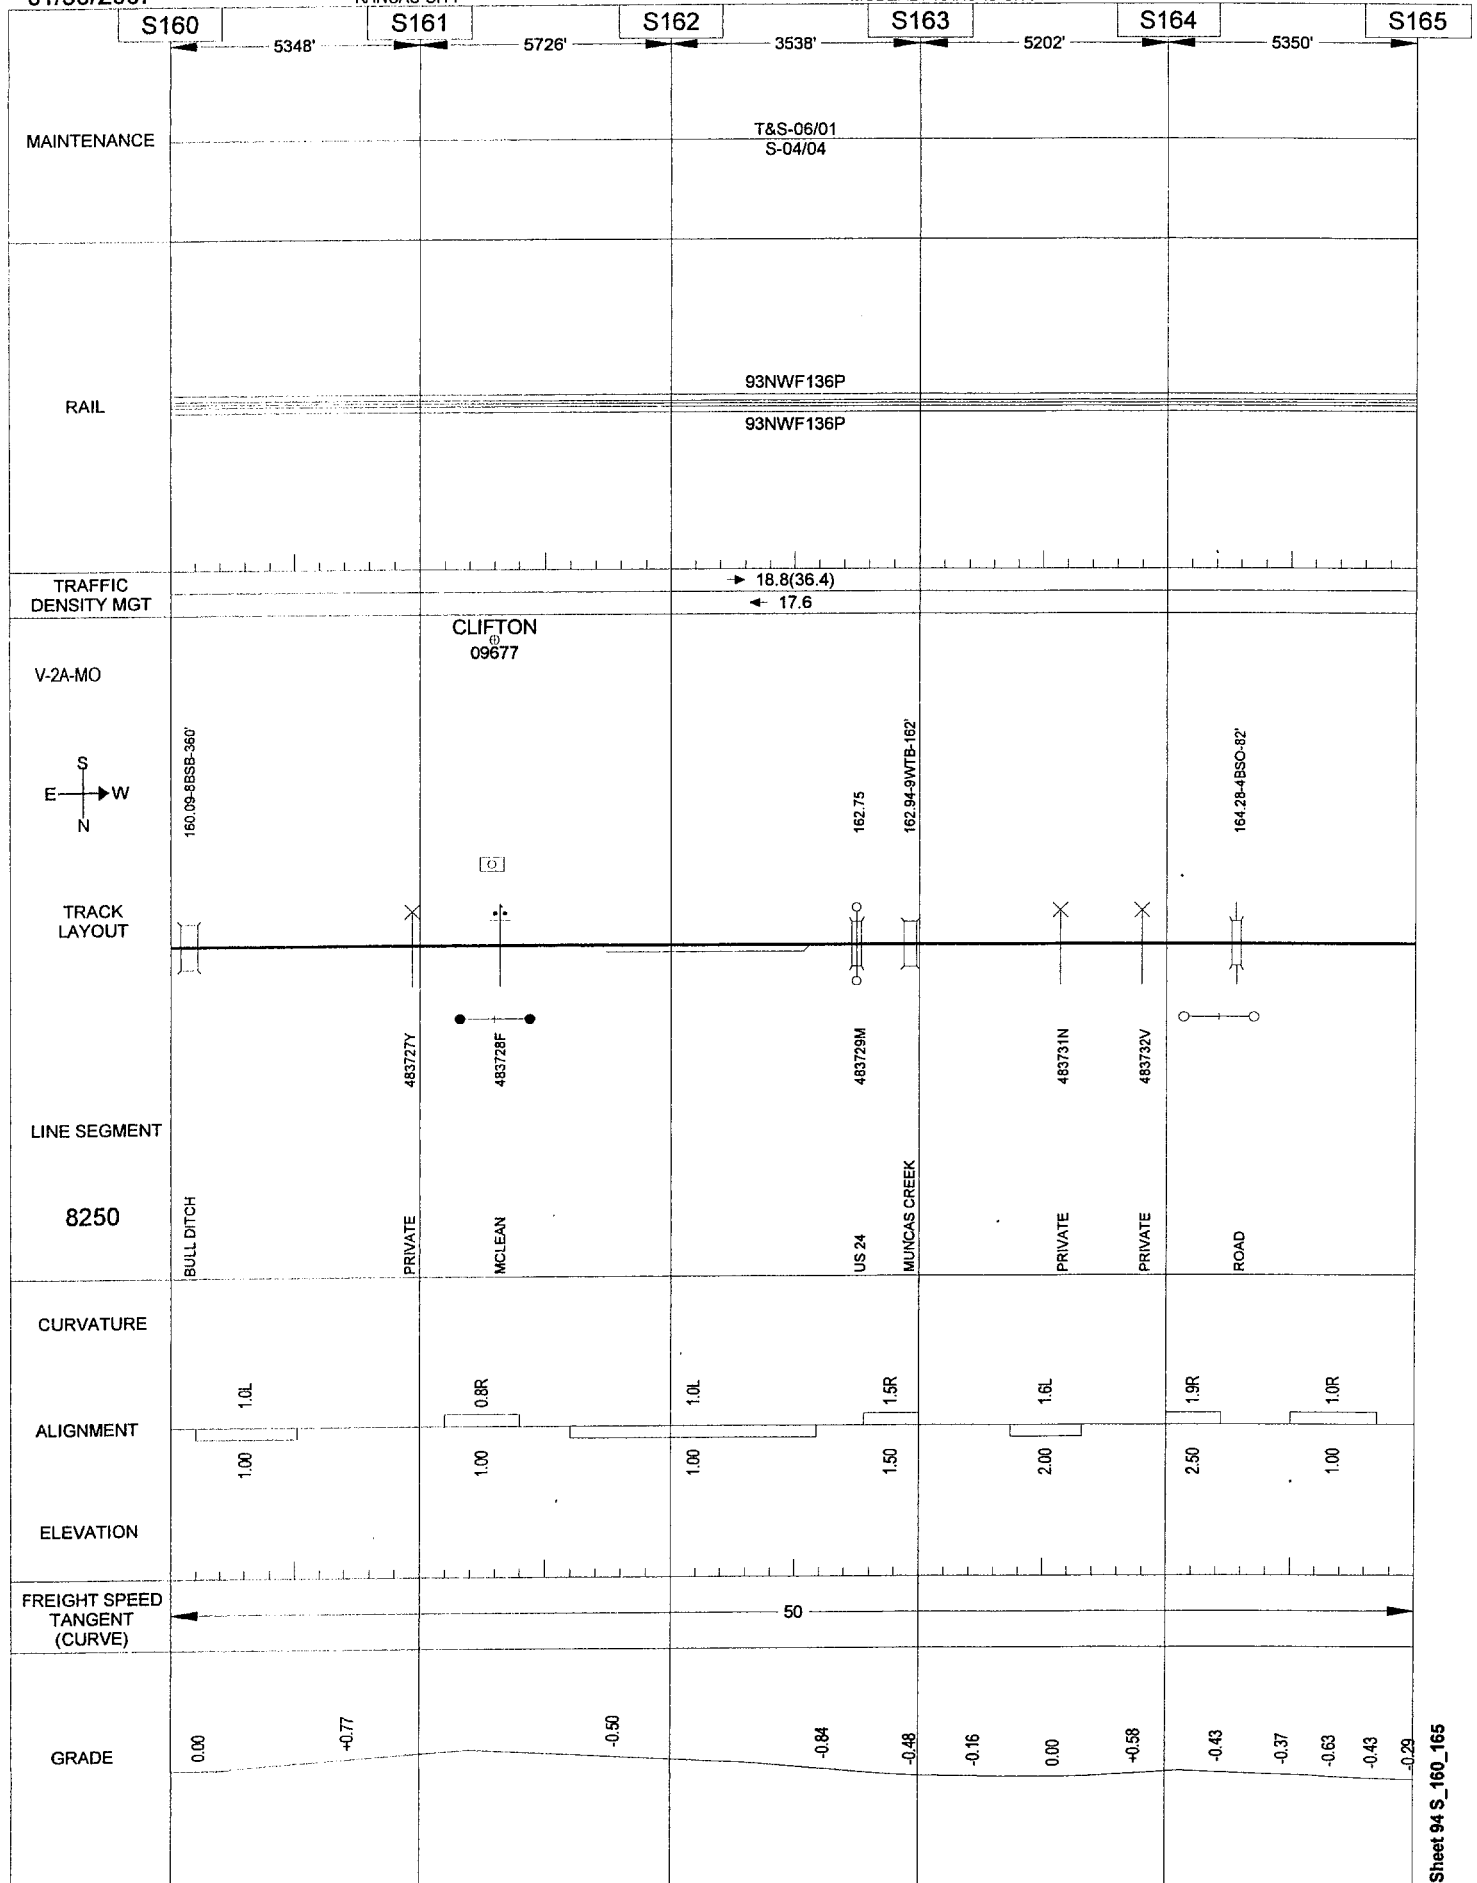 S160 S161 S162 S163 S164 S165
5348' 5726' 3538' 5202' 5350'
MAINTENANCE
T&S-06/01
S-04/04
RAIL
93NWF136P
93NWF136P
TRAFFIC
DENSITY MGT
18.8(36.4)
17.6
CLIFTON
09677
V-2A-MO
S
E W
N
160.09-8BSB-360'
162.75
162.94-9WTB-162'
164.28-4BSO-82'
TRACK
LAYOUT
483727Y
483728F
483729M
483731N
483732V
LINE SEGMENT
8250
BULL DITCH
PRIVATE
MCLEAN
US 24
MUNCAS CREEK
PRIVATE
PRIVATE
ROAD
CURVATURE
1.0L 0.8R 1.0L 1.5R 1.6L 1.9R 1.0R
ALIGNMENT
1.00 1.00 1.00 1.50 2.00 2.50 1.00
ELEVATION
FREIGHT SPEED
TANGENT
(CURVE)
50
GRADE
0.00 +0.77 -0.50 -0.84 -0.48 -0.16 0.00 +0.58 -0.43 -0.37 -0.63 -0.43 -0.29
Sheet 94 S_160_165